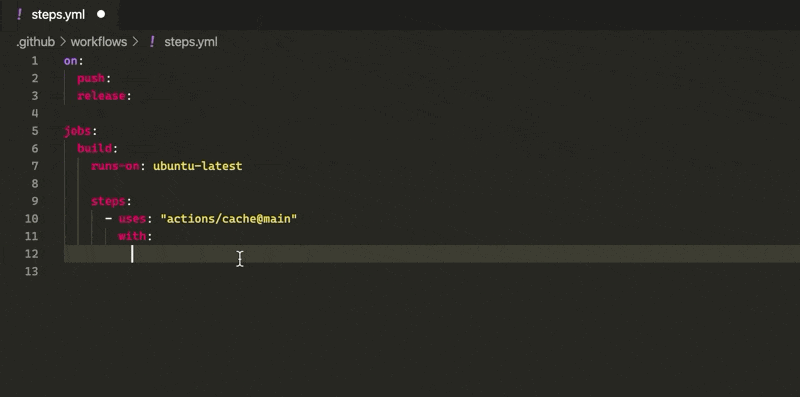 ! steps.yml ●
.github > workflows > ! steps.yml
1 on:
2   push:
3   release:
4
5 jobs:
6   build:
7     runs-on: ubuntu-latest
8
9     steps:
10       - uses: "actions/cache@main"
11         with:
12
13